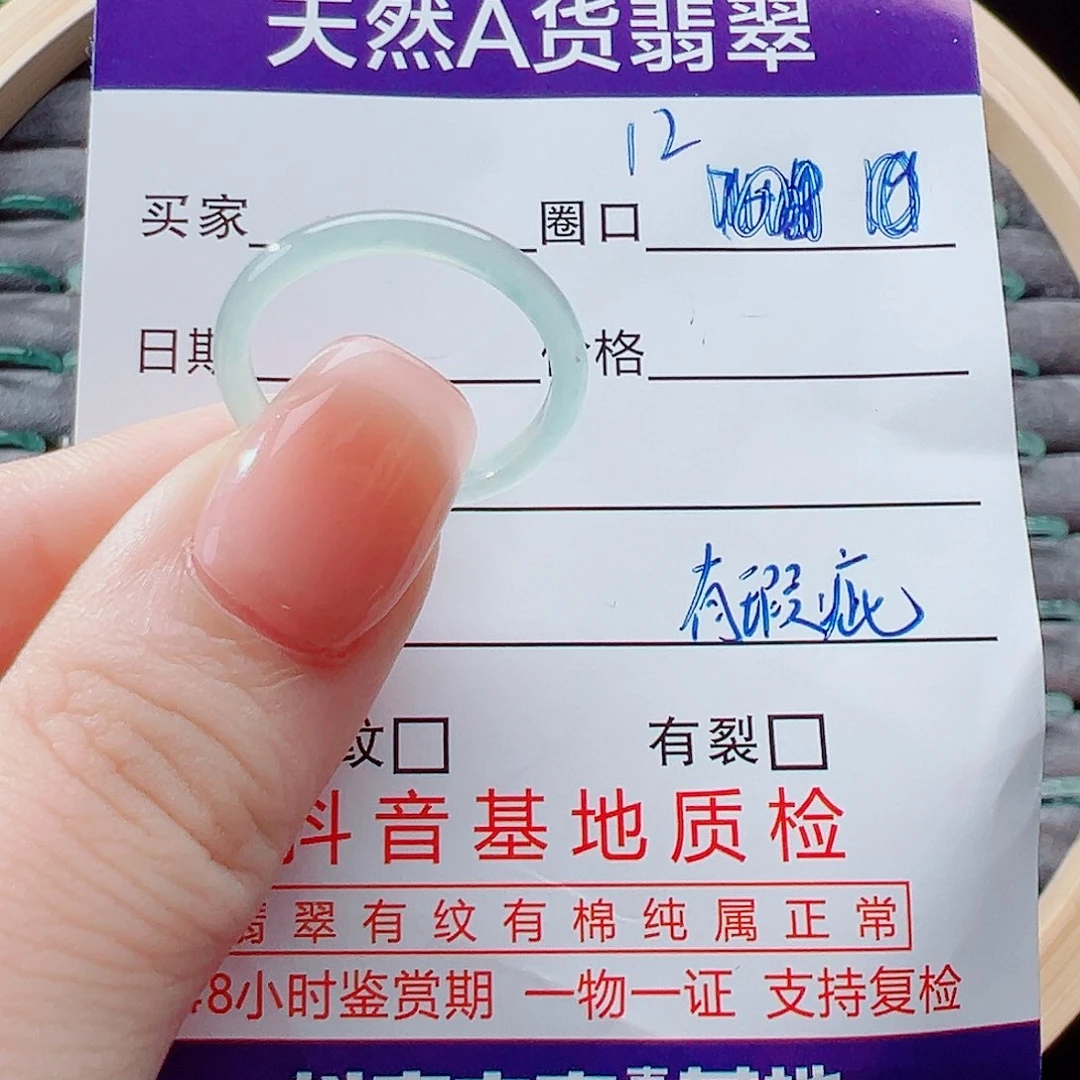 天然A货翡翠
12
买家 圈口
日期 价格
有瑕疵
纹 有裂
抖音基地质检
翡翠有纹有棉纯属正常
48小时鉴赏期 一物一证 支持复检